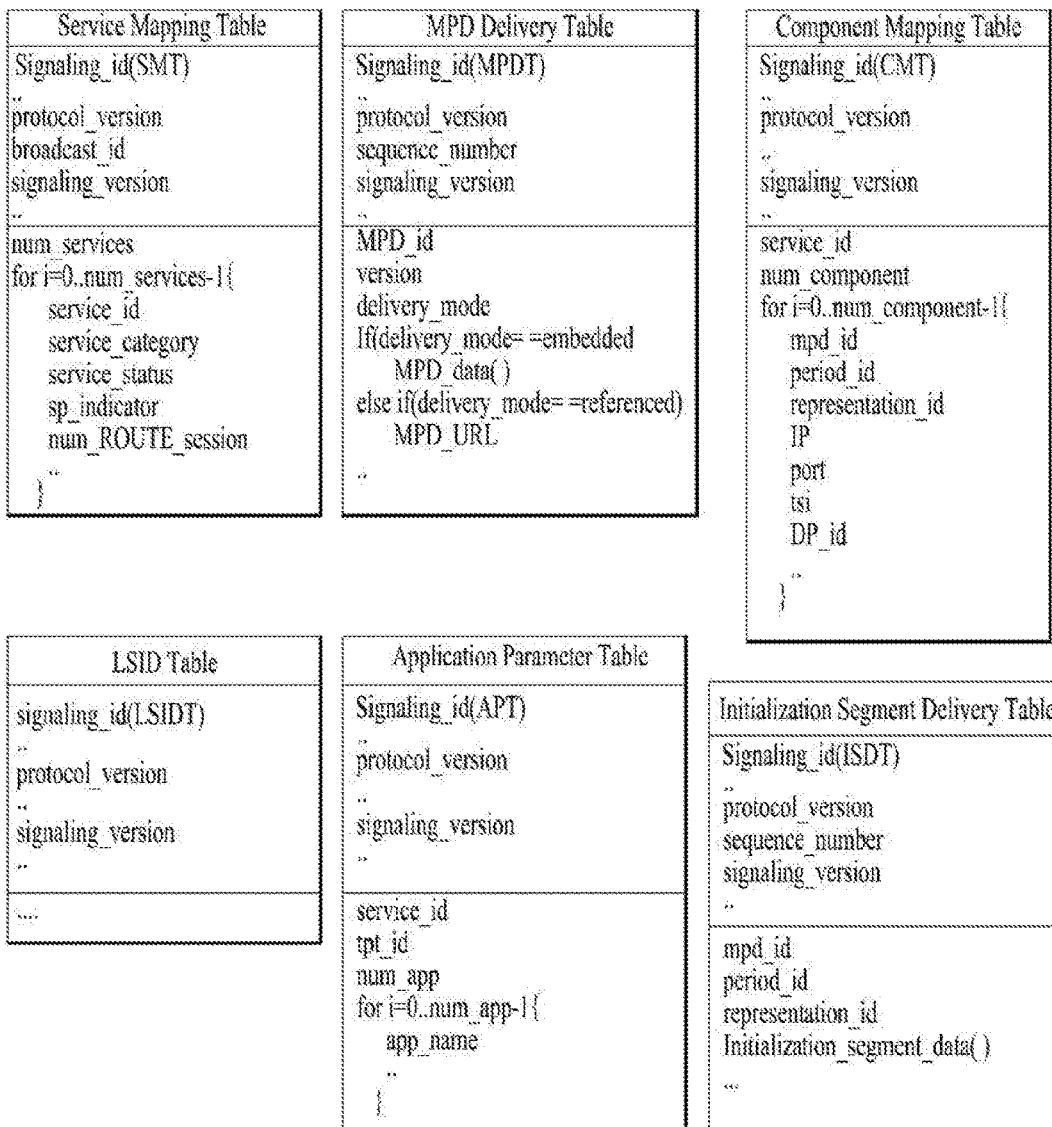 Service Mapping Table
Signaling_id(SMT)
..
protocol_version
broadcast_id
signaling_version
..
num_services
for i=0..num_services-1{
service_id
service_category
service_status
sp_indicator
num_ROUTE_session
..
}
MPD Delivery Table
Signaling_id(MPDT)
..
protocol_version
sequence_number
signaling_version
..
MPD_id
version
delivery_mode
If(delivery_mode= =embedded
MPD_data( )
else if(delivery_mode= =referenced)
MPD_URL
..
Component Mapping Table
Signaling_id(CMT)
..
protocol_version
..
signaling_version
..
service_id
num_component
for i=0..num_component-1{
mpd_id
period_id
representation_id
IP
port
tsi
DP_id
..
}
LSID Table
signaling_id(LSIDT)
..
protocol_version
..
signaling_version
..
....
Application Parameter Table
Signaling_id(APT)
..
protocol_version
..
signaling_version
..
service_id
tpt_id
num_app
for i=0..num_app-1{
app_name
..
}
Initialization Segment Delivery Table
Signaling_id(ISDT)
..
protocol_version
sequence_number
signaling_version
..
mpd_id
period_id
representation_id
Initialization_segment_data( )
...